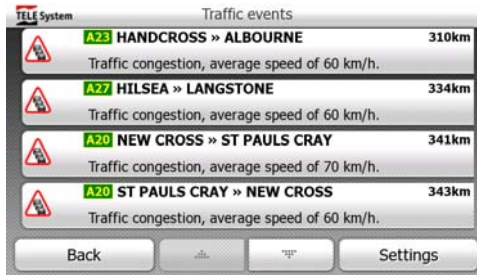 TELE System
Traffic events
A23 HANDCROSS » ALBOURNE 310km
Traffic congestion, average speed of 60 km/h.
A27 HILSEA » LANGSTONE 334km
Traffic congestion, average speed of 60 km/h.
A20 NEW CROSS » ST PAULS CRAY 341km
Traffic congestion, average speed of 70 km/h.
A20 ST PAULS CRAY » NEW CROSS 343km
Traffic congestion, average speed of 60 km/h.
Back Settings